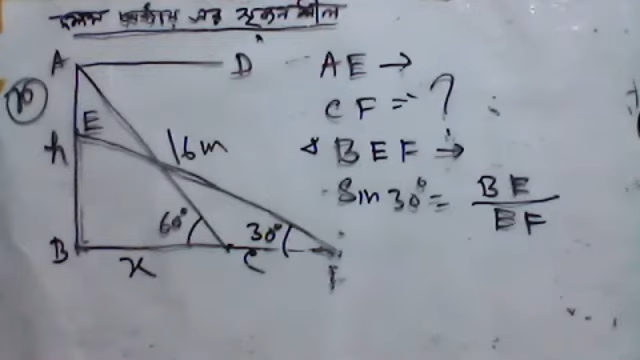 A
D
AE →
CF = ?
E
h
16m
BEF →
Sin 30° = BE / EF
60°
30°
B
x
C
F